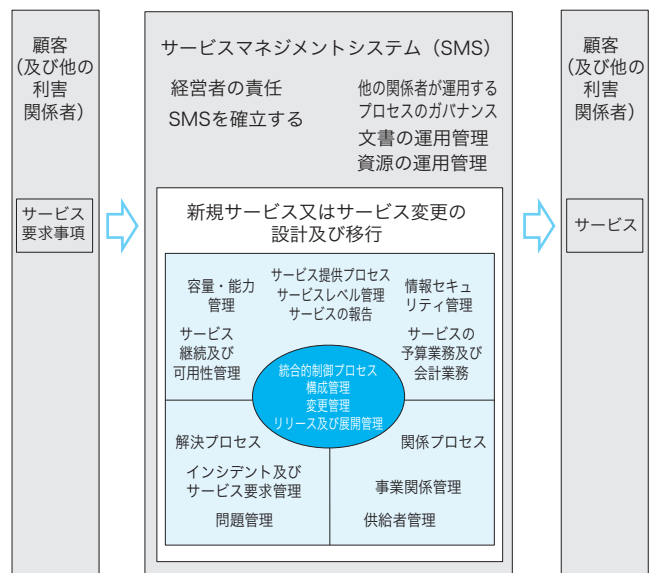 顧客
(及び他の
利害
関係者)
サービス
要求事項
サービスマネジメントシステム（SMS）
経営者の責任
SMSを確立する
他の関係者が運用する
プロセスのガバナンス
文書の運用管理
資源の運用管理
新規サービス又はサービス変更の
設計及び移行
容量・能力
管理
サービス
継続及び
可用性管理
サービス提供プロセス
サービスレベル管理
サービスの報告
情報セキュ
リティ管理
サービスの
予算業務及び
会計業務
統合的制御プロセス
構成管理
変更管理
リリース及び展開管理
解決プロセス
インシデント及び
サービス要求管理
問題管理
関係プロセス
事業関係管理
供給者管理
顧客
(及び他の
利害
関係者)
サービス